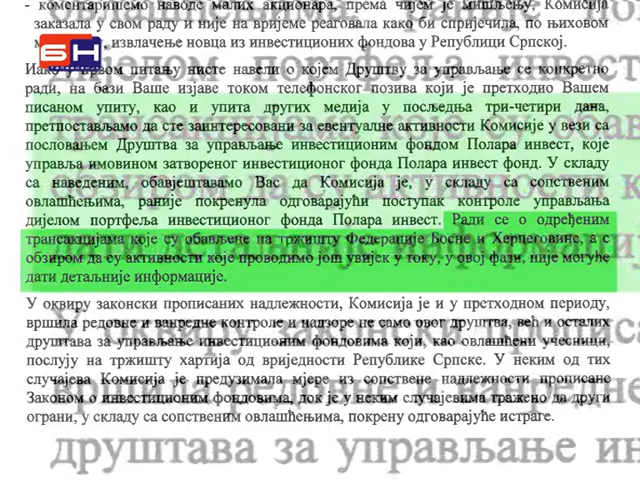 - коментаришемо наводе малих акционара, према чијем је мишљењу, Комисија
заказала у свом раду и није на вријеме реаговала како би спријечила, по њиховом
извлачење новца из инвестиционих фондова у Републици Српској.
БН
Иако у првом питању нисте навели о којем Друштву за управљање се конкретно
ради, на бази Ваше изјаве током телефонског позива који је претходио Вашем
писаном упиту, као и упита других медија у посљедња три-четири дана,
претпостављамо да сте заинтересовани за евентуалне активности Комисије у вези са
пословањем Друштва за управљање инвестиционим фондом Полара инвест, које
управља имовином затвореног инвестиционог фонда Полара инвест фонд. У складу
са наведеним, обавјештавамо Вас да Комисија је, у складу са сопственим
овлашћењима, раније покренула одговарајући поступак контроле управљања
дијелом портфеља инвестиционог фонда Полара инвест. Ради се о одређеним
трансакцијама које су обављене на тржишту Федерације Босне и Херцеговине, а с
обзиром да су активности које проводимо још увијек у току, у овој фази, није могуће
дати детаљније информације.
У оквиру законски прописаних надлежности, Комисија је и у претходном периоду,
вршила редовне и ванредне контроле и надзоре не само овог друштва, већ и осталих
друштава за управљање инвестиционим фондовима који, као овлашћени учесници,
послују на тржишту хартија од вриједности Републике Српске. У неким од тих
случајева Комисија је предузимала мјере из сопствене надлежности прописане
Законом о инвестиционим фондовима, док је у неким случајевима тражено да други
ограни, у складу са сопственим овлашћењима, покрену одговарајуће истраге.
друштава за управљање ин